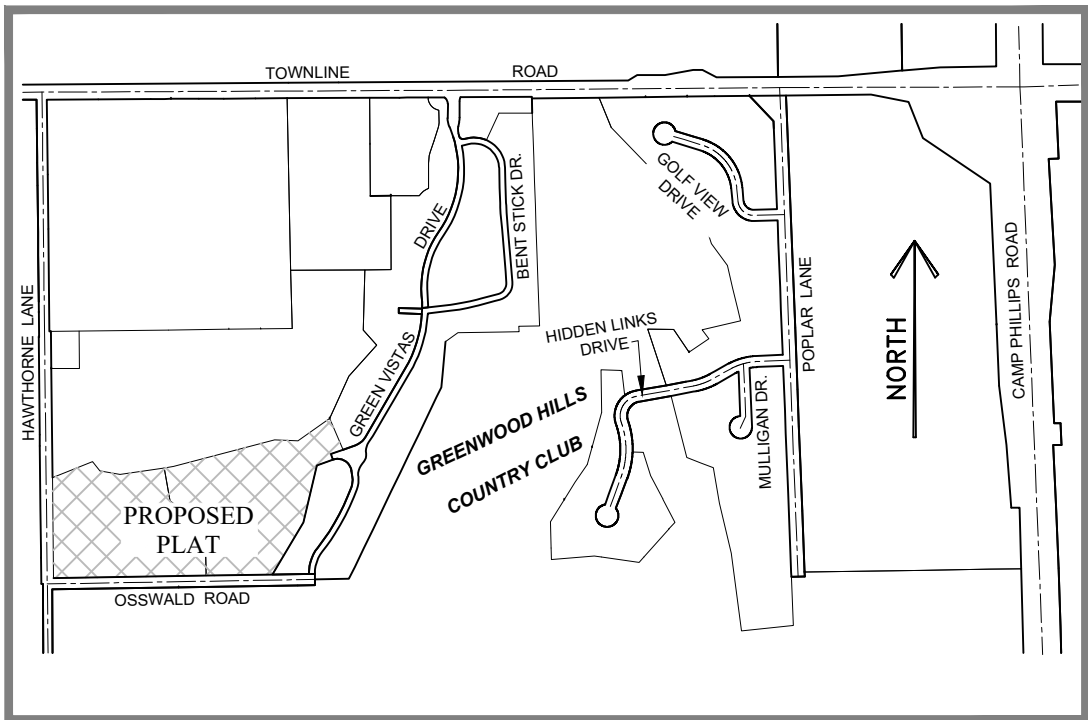 TOWNLINE ROAD
HAWTHORNE LANE
GREEN VISTAS DRIVE
BENT STICK DR.
GOLF VIEW
DRIVE
POPLAR LANE
CAMP PHILLIPS ROAD
NORTH
HIDDEN LINKS
DRIVE
MULLIGAN DR.
GREENWOOD HILLS
COUNTRY CLUB
PROPOSED
PLAT
OSSWALD ROAD